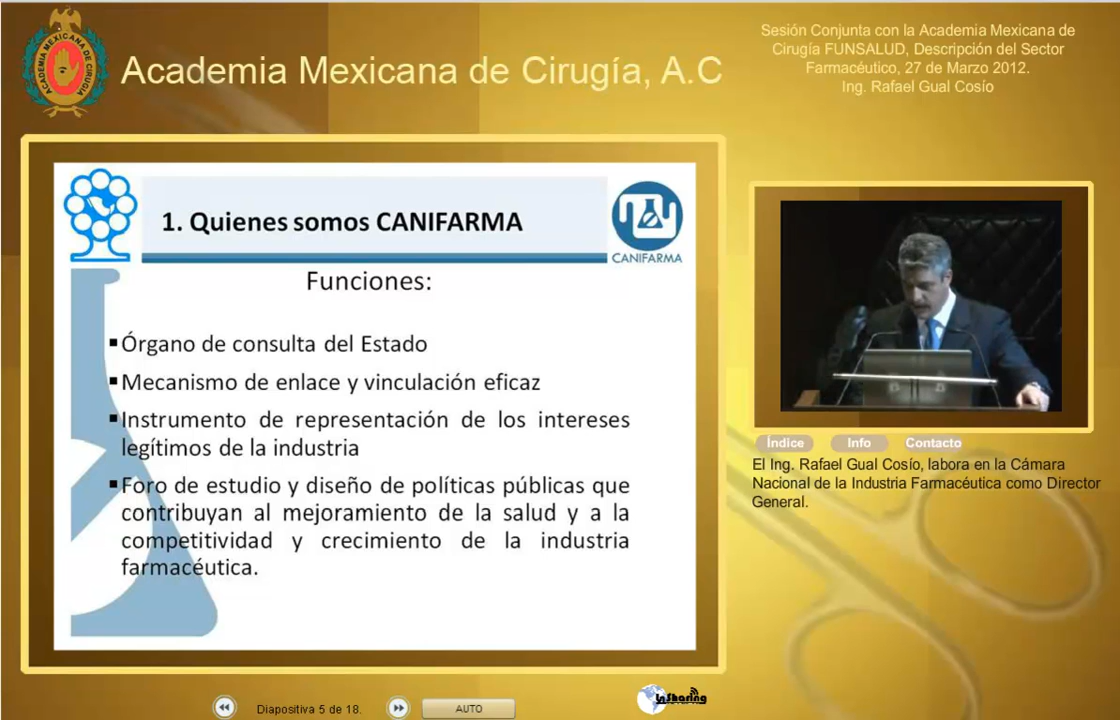 ACADEMIA MEXICANA DE CIRUGIA
Academia Mexicana de Cirugía, A.C
Sesión Conjunta con la Academia Mexicana de
Cirugía FUNSALUD, Descripción del Sector
Farmacéutico, 27 de Marzo 2012.
Ing. Rafael Gual Cosío
1. Quienes somos CANIFARMA
CANIFARMA
Funciones:
▪Órgano de consulta del Estado
▪Mecanismo de enlace y vinculación eficaz
▪Instrumento de representación de los intereses
legítimos de la industria
▪Foro de estudio y diseño de políticas públicas que
contribuyan al mejoramiento de la salud y a la
competitividad y crecimiento de la industria
farmacéutica.
Índice Info Contacto
El Ing. Rafael Gual Cosío, labora en la Cámara
Nacional de la Industria Farmacéutica como Director
General.
Diapositiva 5 de 18.
AUTO
InSharing